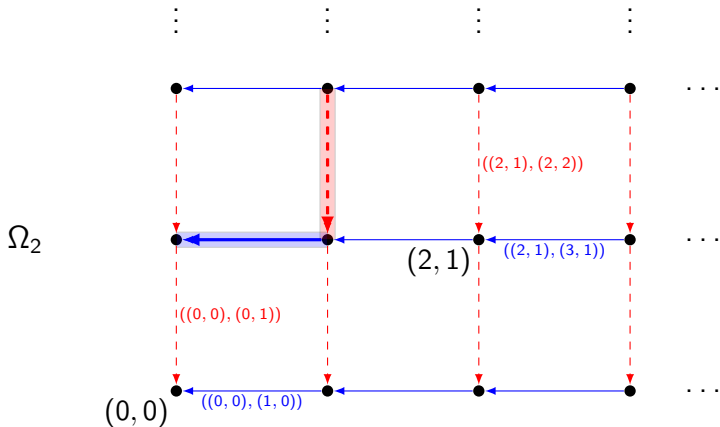 ⋮ ⋮ ⋮ ⋮
⋯
((2, 1), (2, 2))
Ω₂
⋯
(2, 1)
((2, 1), (3, 1))
((0, 0), (0, 1))
⋯
(0, 0)
((0, 0), (1, 0))